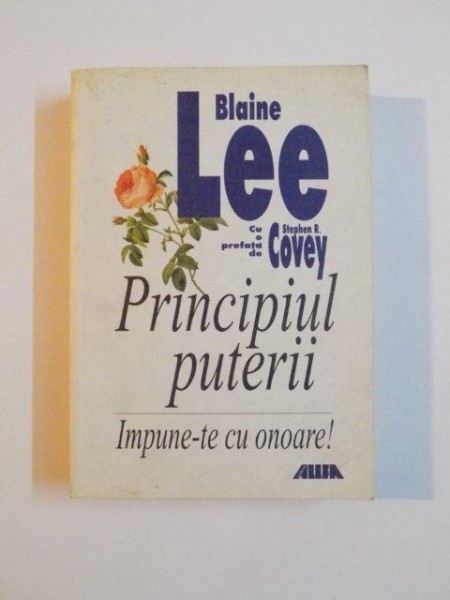 Blaine
Lee
Cu
o
prefață
de
Stephen R.
Covey
Principiul
puterii
Impune-te cu onoare!
ALLFA